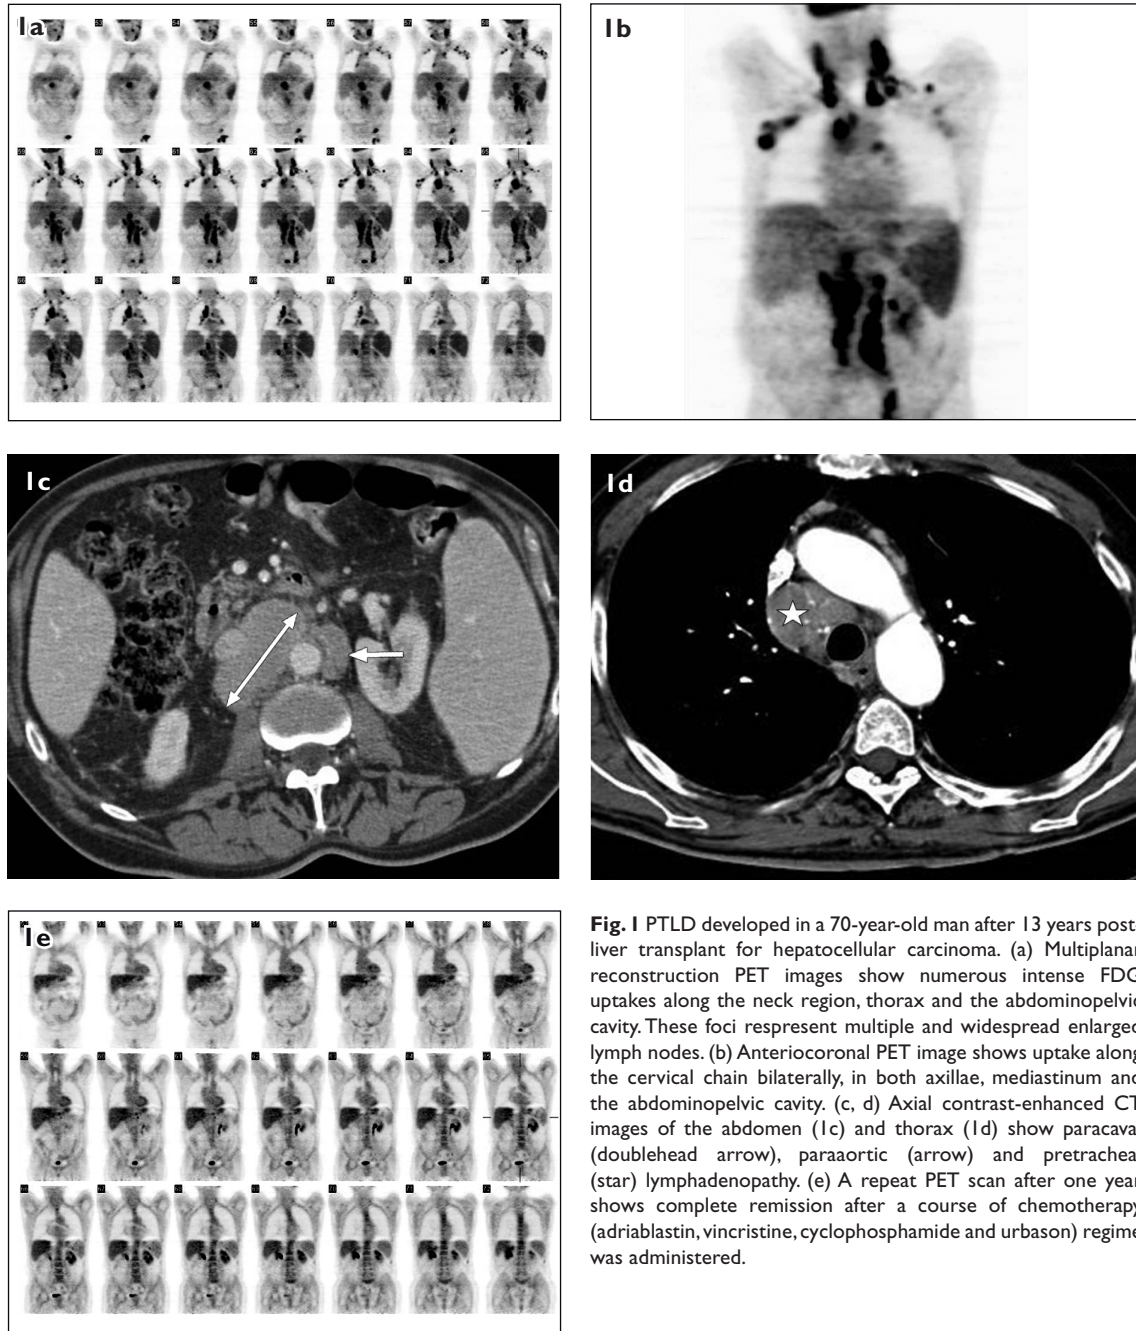 1a
1b
1c
1d
1e
Fig. 1 PTLD developed in a 70-year-old man after 13 years post-
liver transplant for hepatocellular carcinoma. (a) Multiplanar
reconstruction PET images show numerous intense FDG
uptakes along the neck region, thorax and the abdominopelvic
cavity. These foci respresent multiple and widespread enlarged
lymph nodes. (b) Anteriocoronal PET image shows uptake along
the cervical chain bilaterally, in both axillae, mediastinum and
the abdominopelvic cavity. (c, d) Axial contrast-enhanced CT
images of the abdomen (1c) and thorax (1d) show paracava
(doublehead arrow), paraaortic (arrow) and pretrachea
(star) lymphadenopathy. (e) A repeat PET scan after one year
shows complete remission after a course of chemotherapy
(adriablastin, vincristine, cyclophosphamide and urbason) regime
was administered.